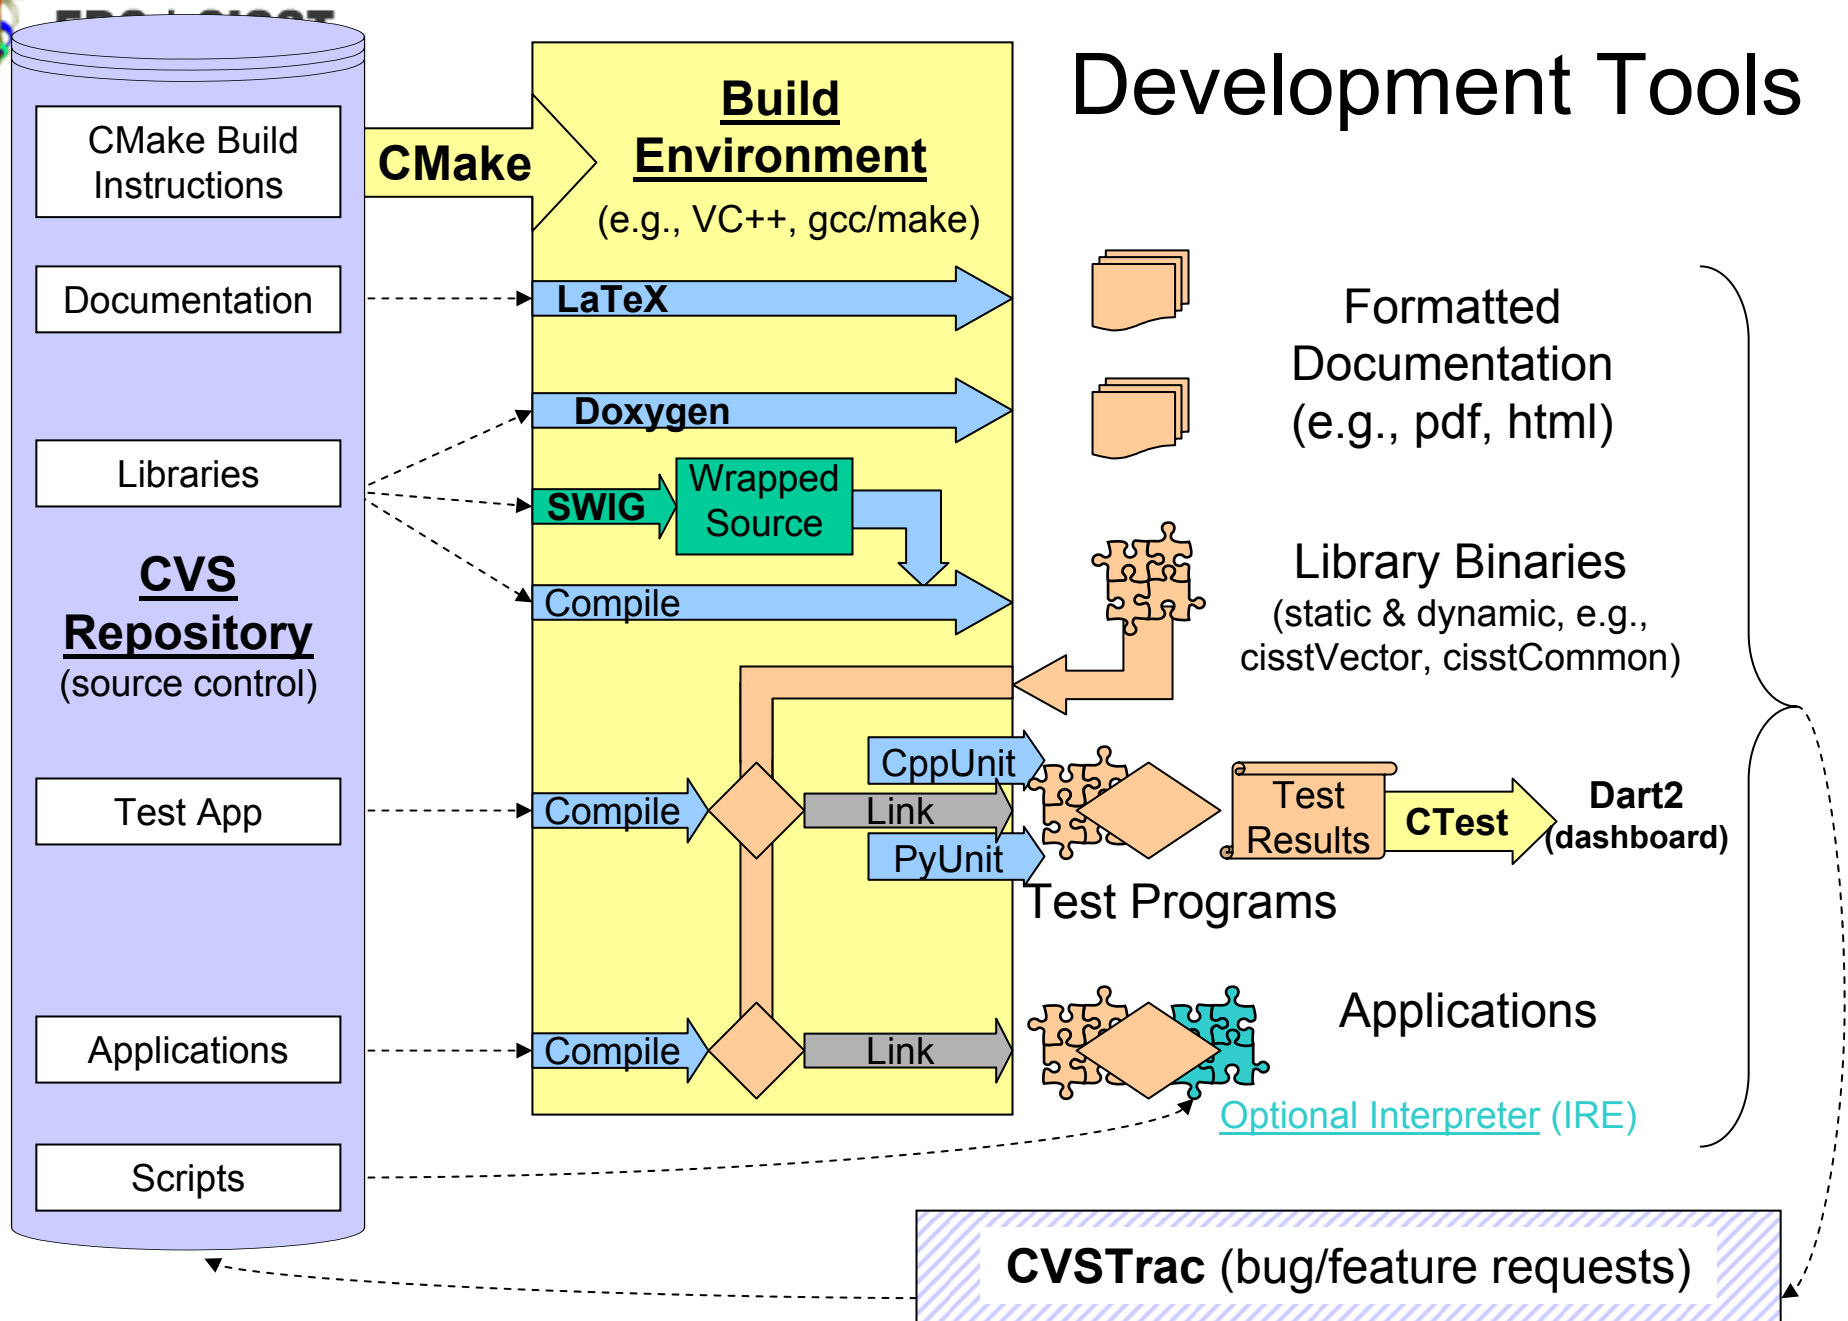 Development Tools
CMake Build
Instructions
Documentation
Libraries
CVS
Repository
(source control)
Test App
Applications
Scripts
CMake
Build
Environment
(e.g., VC++, gcc/make)
LaTeX
Doxygen
SWIG
Wrapped
Source
Compile
Compile
CppUnit
Link
PyUnit
Compile
Link
Formatted
Documentation
(e.g., pdf, html)
Library Binaries
(static & dynamic, e.g.,
cisstVector, cisstCommon)
Test
Results
CTest
Dart2
(dashboard)
Test Programs
Applications
Optional Interpreter (IRE)
CVSTrac (bug/feature requests)